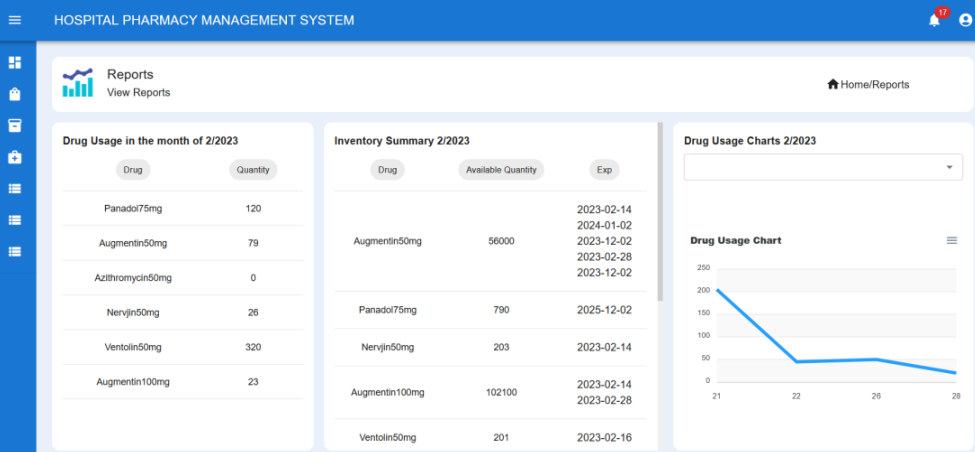 HOSPITAL PHARMACY MANAGEMENT SYSTEM
17
Reports
View Reports
Home/Reports
Drug Usage in the month of 2/2023
Drug Quantity
Panadol75mg 120
Augmentin50mg 79
Azithromycin50mg 0
Nervjin50mg 26
Ventolin50mg 320
Augmentin100mg 23
Inventory Summary 2/2023
Drug Available Quantity Exp
2023-02-14
2024-01-02
Augmentin50mg 56000 2023-12-02
2023-02-28
2023-12-02
Panadol75mg 790 2025-12-02
Nervjin50mg 203 2023-02-14
Augmentin100mg 102100 2023-02-14
2023-02-28
Ventolin50mg 201 2023-02-16
Drug Usage Charts 2/2023
Drug Usage Chart
250
200
150
100
50
0
21 22 26 28